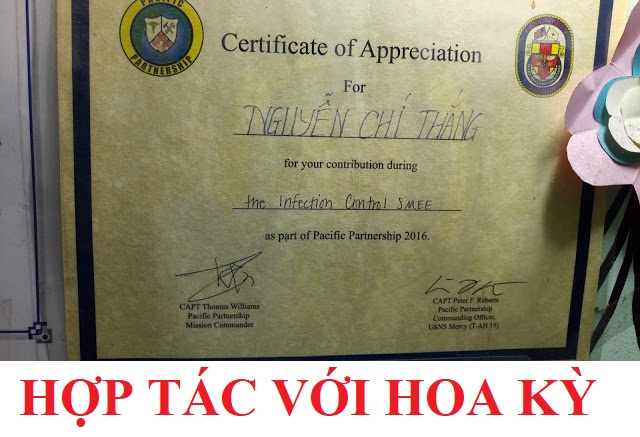 PACIFIC
PARTNERSHIP
Certificate of Appreciation
For
NGUYỄN CHÍ THẮNG
for your contribution during
the Infection Control SMEE
as part of Pacific Partnership 2016.
CAPT Thomas Williams
Pacific Partnership
Mission Commander
CAPT Peter F. Roberts
Pacific Partnership
Commanding Officer,
USNS Mercy (T-AH 19)
HỢP TÁC VỚI HOA KỲ